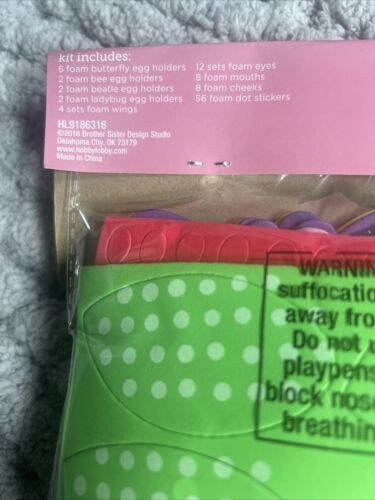 kit includes:
6 foam butterfly egg holders
2 foam bee egg holders
2 foam beatle egg holders
2 foam ladybug egg holders
4 sets foam wings
12 sets foam eyes
8 foam mouths
8 foam cheeks
56 foam dot stickers
HL9186316
©2016 Brother Sister Design Studio
Oklahoma City, OK 73179
www.hobbylobby.com
Made in China
WARNIN
suffocatio
away fro
Do not u
playpens
block nose
breathin